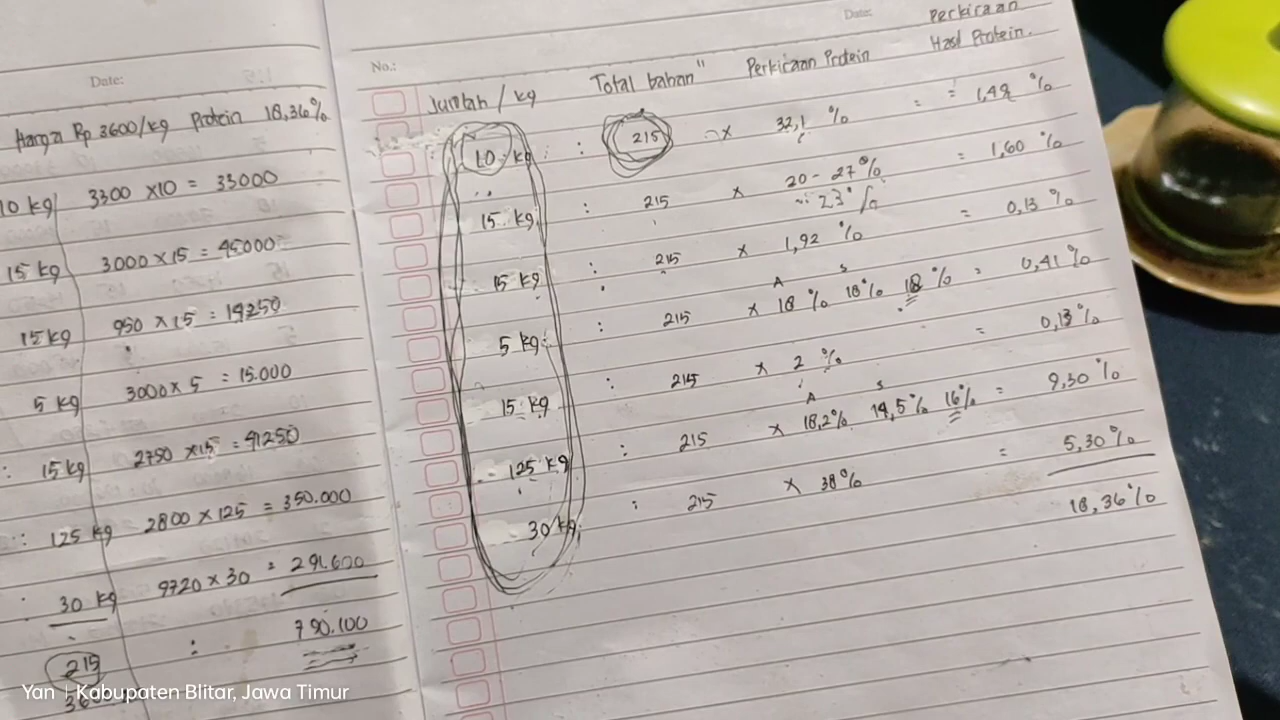 Date:
Harga Rp 3600/kg Protein 18,36%
10 kg 3300 x 10 = 33000
15 kg 3000 x 15 = 45000
15 kg 950 x 15 = 14250
5 kg 3000 x 5 = 15.000
: 15 kg 2750 x 15 = 41250
: 125 kg 2800 x 125 = 350.000
: 30 kg 9720 x 30 = 291.600
215 : 790.100
No.: Date:
Jumlah / kg Total bahan" Perkiraan Protein Perkiraan
Hasil Protein.
10 kg : 215 x 32,1 % = 1,49 %
15 kg : 215 x 20 - 27 % = 1,60 %
23 %
15 kg : 215 x 1,92 % = 0,13 %
A S
5 kg : 215 x 18 % 18 % 18 % = 0,41 %
15 kg : 215 x 2 % = 0,13 %
A S
125 kg : 215 x 18,2% 14,5% 16% = 9,30 %
30 kg : 215 x 38% = 5,30 %
18,36 %
Yan | Kabupaten Blitar, Jawa Timur